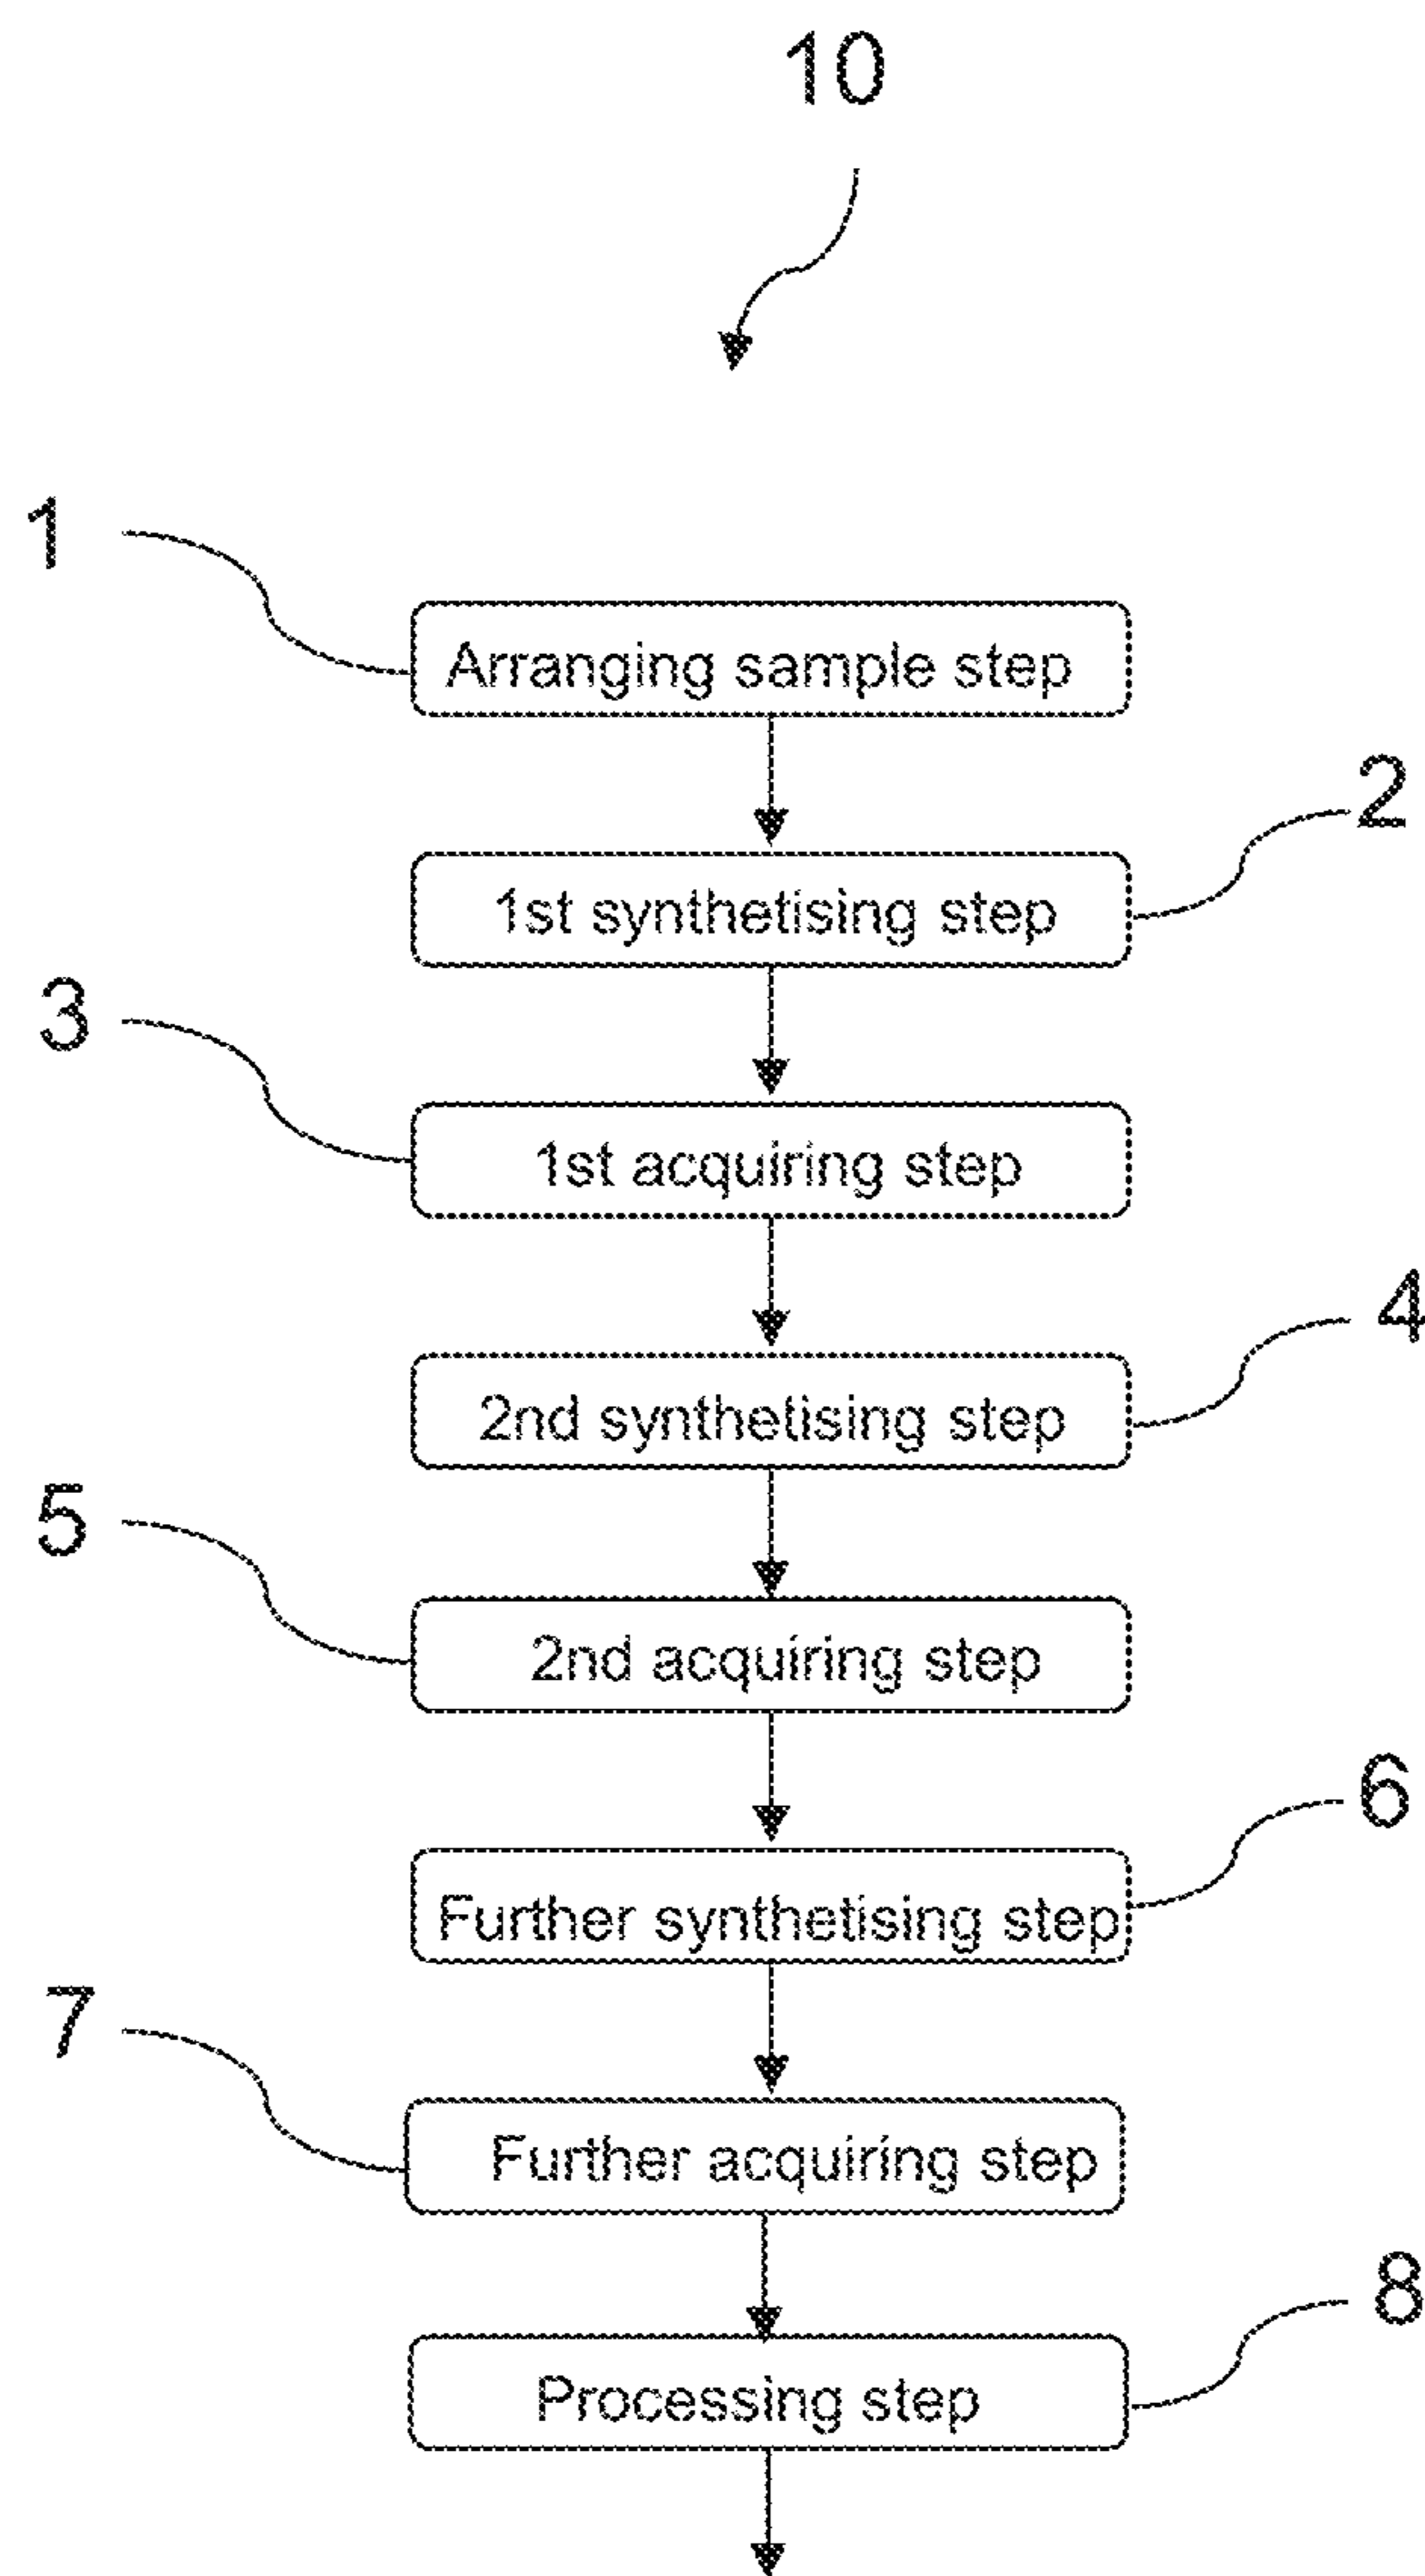 10
1
Arranging sample step
2
1st synthetising step
3
1st acquiring step
4
2nd synthetising step
5
2nd acquiring step
6
Further synthetising step
7
Further acquiring step
8
Processing step